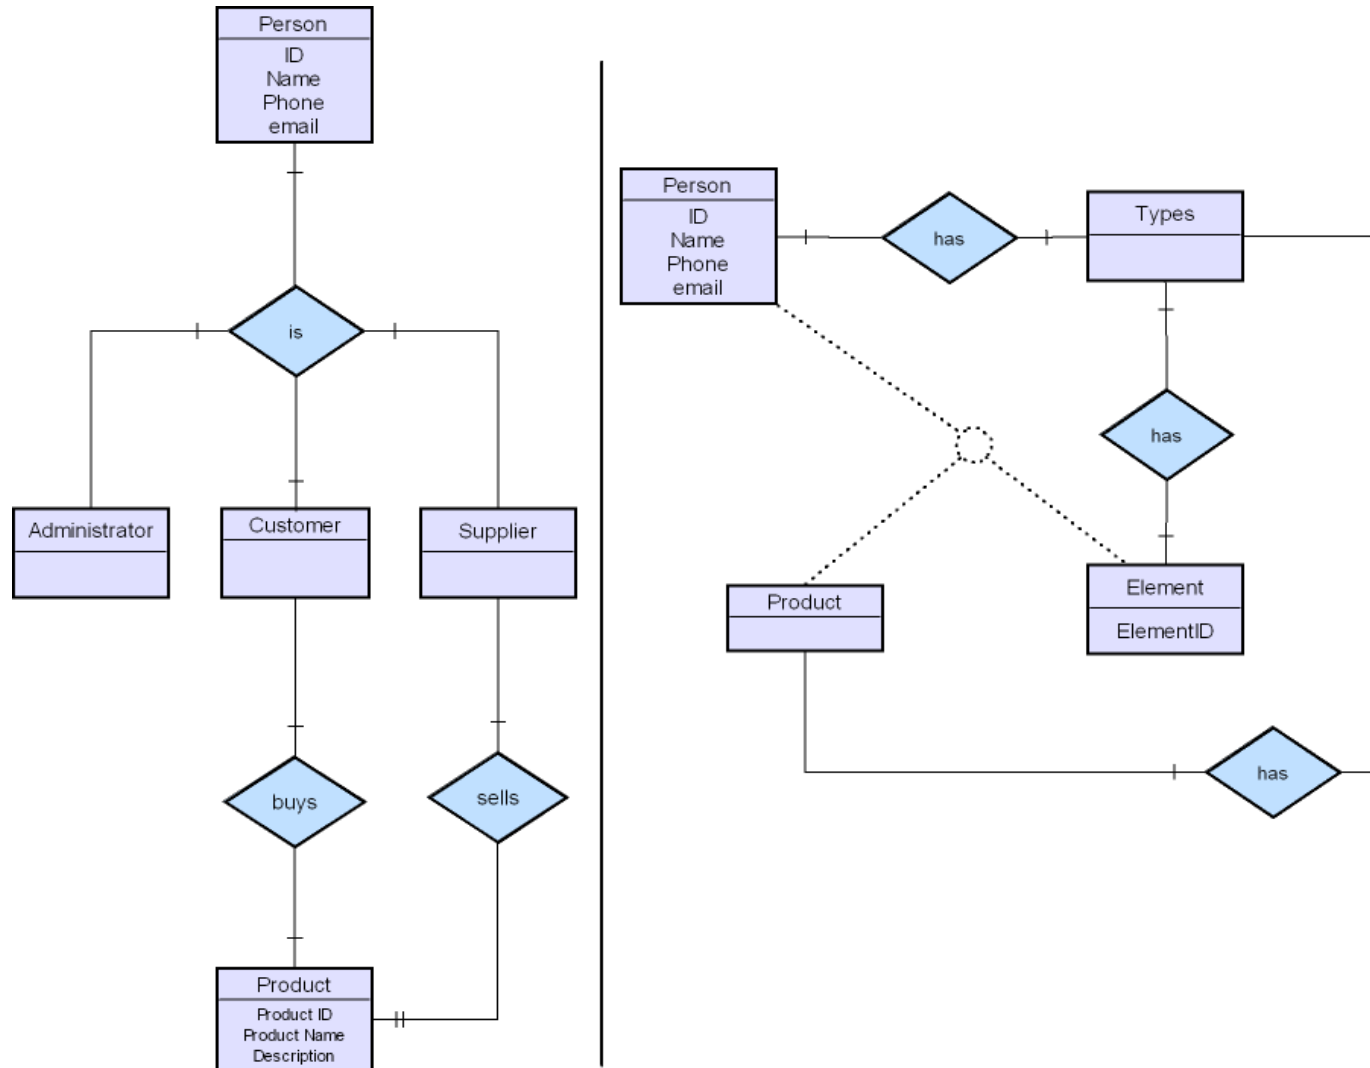 Person
ID
Name
Phone
email
is
Administrator
Customer
Supplier
buys
sells
Product
Product ID
Product Name
Description
Person
ID
Name
Phone
email
has
Types
has
Product
Element
ElementID
has